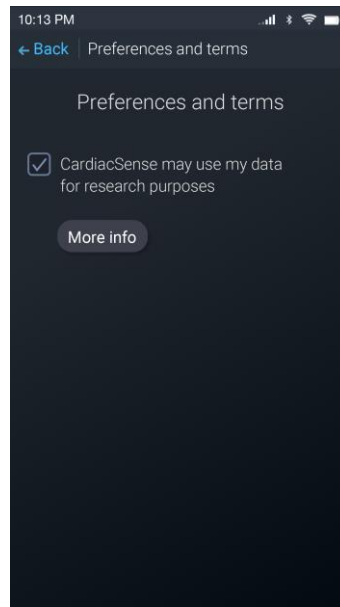 10:13 PM
← Back Preferences and terms
Preferences and terms
CardiacSense may use my data
for research purposes
More info